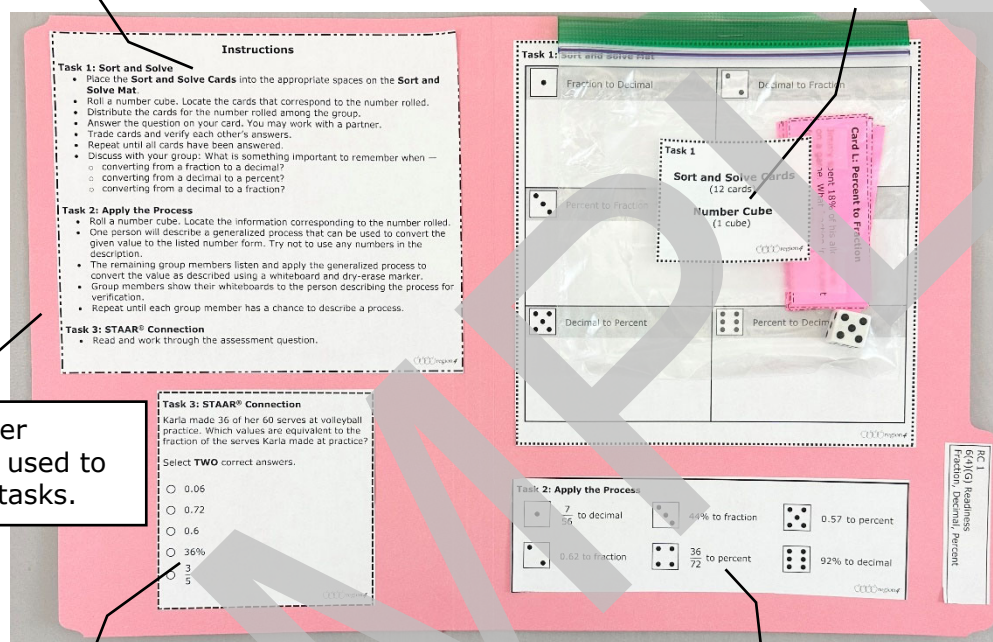 Instructions
Task 1: Sort and Solve
• Place the Sort and Solve Cards into the appropriate spaces on the Sort and
Solve Mat.
• Roll a number cube. Locate the cards that correspond to the number rolled.
• Distribute the cards for the number rolled among the group.
• Answer the question on your card. You may work with a partner.
• Trade cards and verify each other's answers.
• Repeat until all cards have been answered.
• Discuss with your group: What is something important to remember when —
○ converting from a fraction to a decimal?
○ converting from a decimal to a percent?
○ converting from a decimal to a fraction?
Task 2: Apply the Process
• Roll a number cube. Locate the information corresponding to the number rolled.
• One person will describe a generalized process that can be used to convert the
given value to the listed number form. Try not to use any numbers in the
description.
• The remaining group members listen and apply the generalized process to
convert the value as described using a whiteboard and dry-erase marker.
• Group members show their whiteboards to the person describing the process for
verification.
• Repeat until each group member has a chance to describe a process.
Task 3: STAAR® Connection
• Read and work through the assessment question.
region4
Task 1: Sort and Solve Mat
Fraction to Decimal
Decimal to Fraction
Percent to Fraction
Decimal to Percent
Percent to Decim
region4
Task 1
Sort and Solve Cards
(12 cards)
Number Cube
(1 cube)
region4
Card L: Percent to Fraction
spent 18% of his
on a game. What
er
used to
tasks.
Task 3: STAAR® Connection
Karla made 36 of her 60 serves at volleyball
practice. Which values are equivalent to the
fraction of the serves Karla made at practice?
Select TWO correct answers.
○ 0.06
○ 0.72
○ 0.6
○ 36%
○ 3/5
region4
Task 2: Apply the Process
7/56 to decimal
44% to fraction
0.57 to percent
0.62 to fraction
36/72 to percent
92% to decimal
region4
RC 1
6(4)(G) Readiness
Fraction, Decimal, Percent